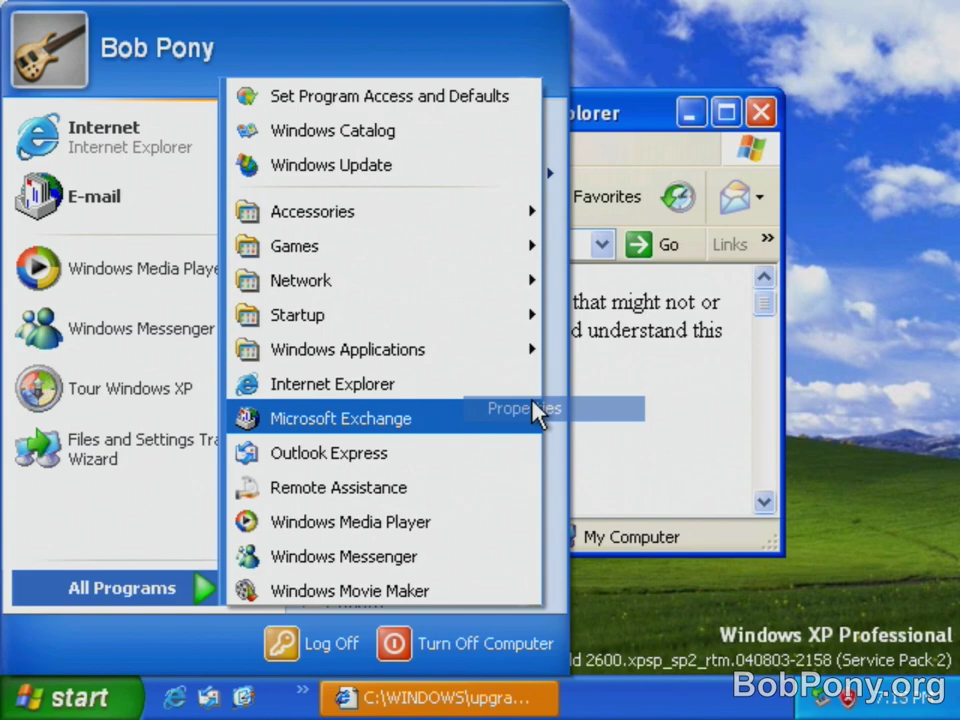 Bob Pony
Internet
Internet Explorer
E-mail
Windows Media Playe
Windows Messenger
Tour Windows XP
Files and Settings Tra
Wizard
All Programs
Set Program Access and Defaults
Windows Catalog
Windows Update
Accessories
Games
Network
Startup
Windows Applications
Internet Explorer
Microsoft Exchange
Properties
Outlook Express
Remote Assistance
Windows Media Player
Windows Messenger
Windows Movie Maker
Log Off
Turn Off Computer
plorer
Favorites
Go
Links
that might not or
d understand this
My Computer
Windows XP Professional
ld 2600.xpsp_sp2_rtm.040803-2158 (Service Pack 2)
BobPony.org
start
C:\WINDOWS\upgra...